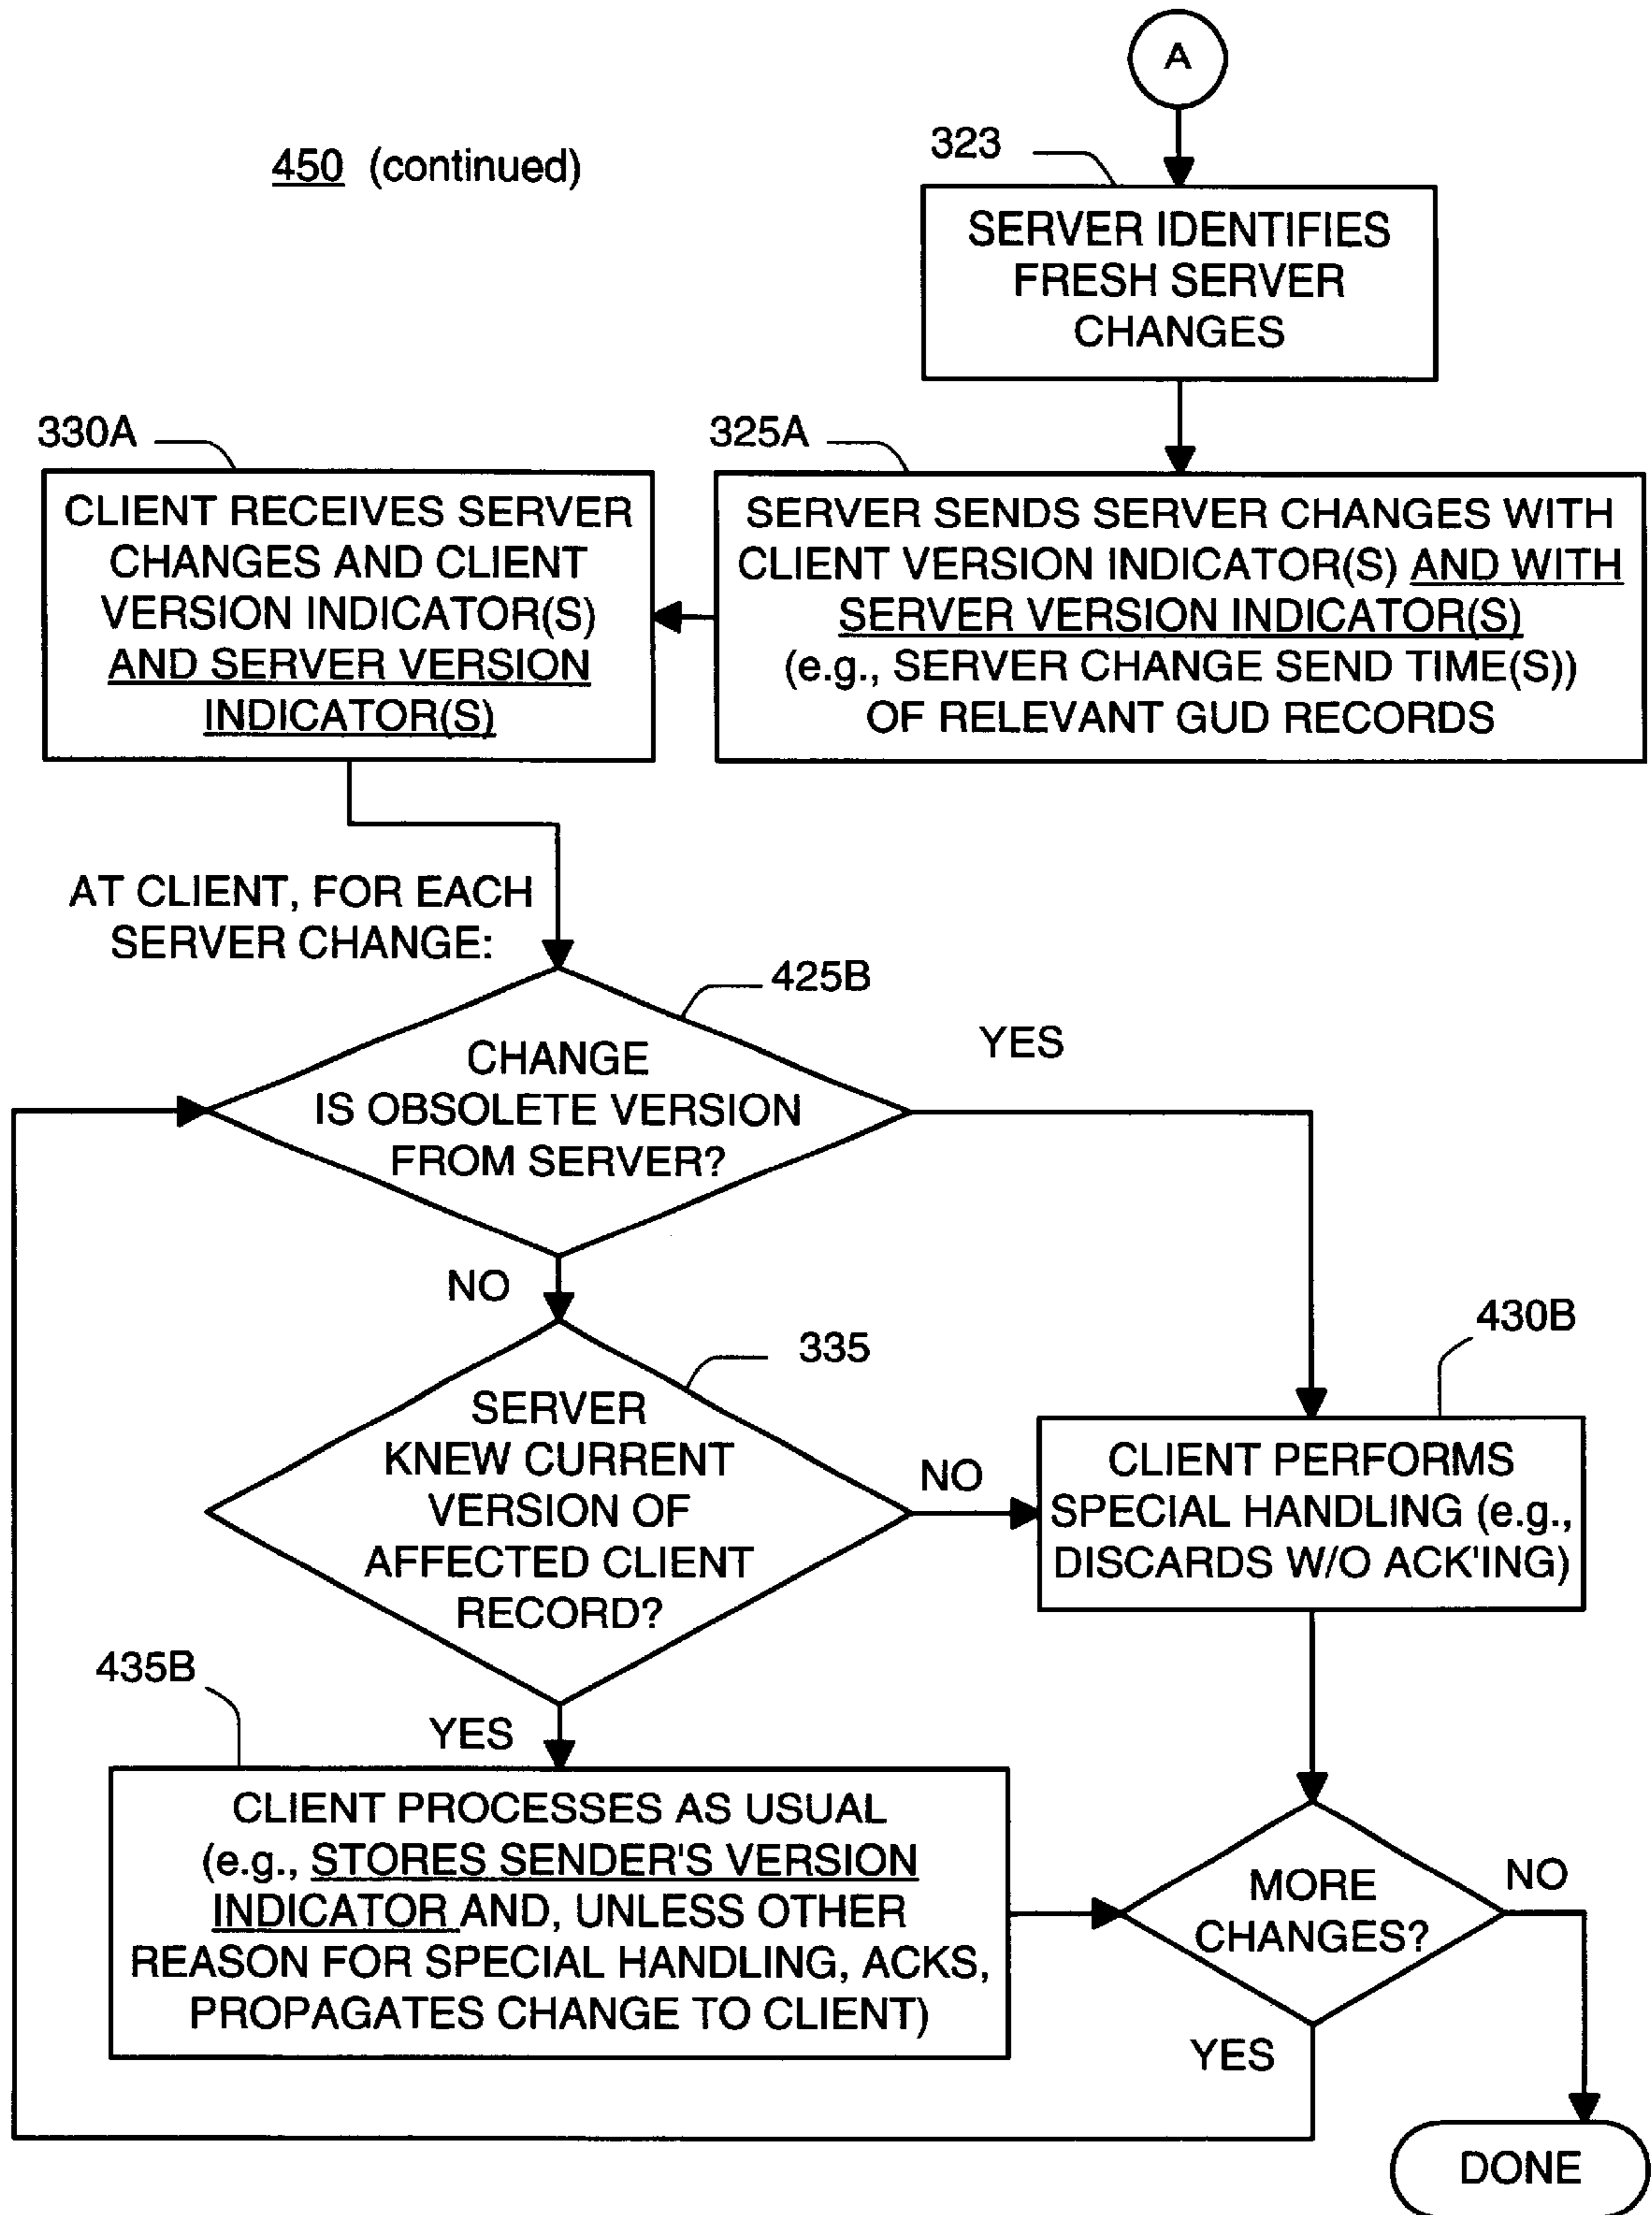 A
450 (continued)
323
SERVER IDENTIFIES
FRESH SERVER
CHANGES
330A
CLIENT RECEIVES SERVER
CHANGES AND CLIENT
VERSION INDICATOR(S)
AND SERVER VERSION
INDICATOR(S)
325A
SERVER SENDS SERVER CHANGES WITH
CLIENT VERSION INDICATOR(S) AND WITH
SERVER VERSION INDICATOR(S)
(e.g., SERVER CHANGE SEND TIME(S))
OF RELEVANT GUD RECORDS
AT CLIENT, FOR EACH
SERVER CHANGE:
425B
CHANGE
IS OBSOLETE VERSION
FROM SERVER?
YES
NO
335
SERVER
KNEW CURRENT
VERSION OF
AFFECTED CLIENT
RECORD?
NO
430B
CLIENT PERFORMS
SPECIAL HANDLING (e.g.,
DISCARDS W/O ACK'ING)
YES
435B
CLIENT PROCESSES AS USUAL
(e.g., STORES SENDER'S VERSION
INDICATOR AND, UNLESS OTHER
REASON FOR SPECIAL HANDLING, ACKS,
PROPAGATES CHANGE TO CLIENT)
MORE
CHANGES?
NO
YES
DONE